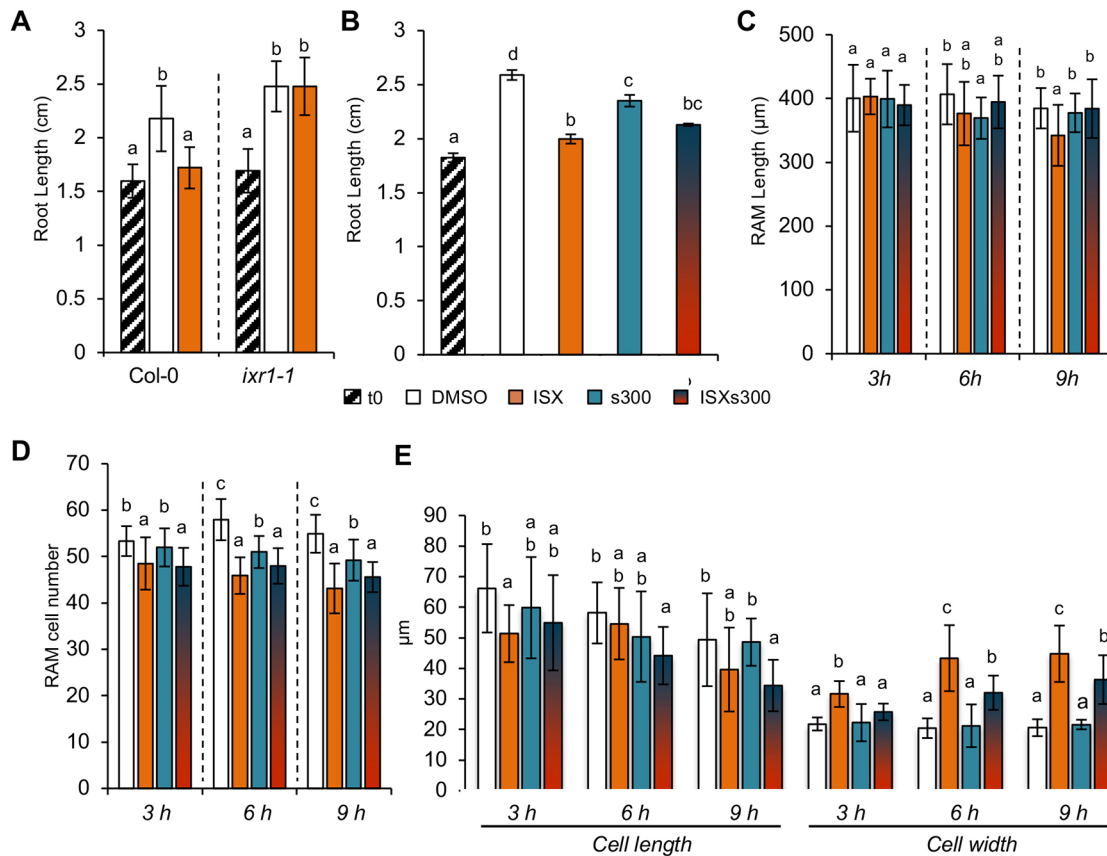 A
Root Length (cm)
3
2.5
2
1.5
1
0.5
0
a
b
a
a
b
b
Col-0
ixr1-1
B
Root Length (cm)
3
2.5
2
1.5
1
0.5
0
a
d
b
c
bc
t0 DMSO ISX s300 ISXs300
C
RAM Length (µm)
500
400
300
200
100
0
a a a a
b a b a a b
b a b b
3h 6h 9h
D
RAM cell number
70
60
50
40
30
20
10
0
b a b a
c a b a
c a b a
3 h 6 h 9 h
E
µm
90
80
70
60
50
40
30
20
10
0
b a a b a b
b a b a b a
b a b b a
a b a a
a c a b
a c a b
3 h 6 h 9 h 3 h 6 h 9 h
Cell length Cell width